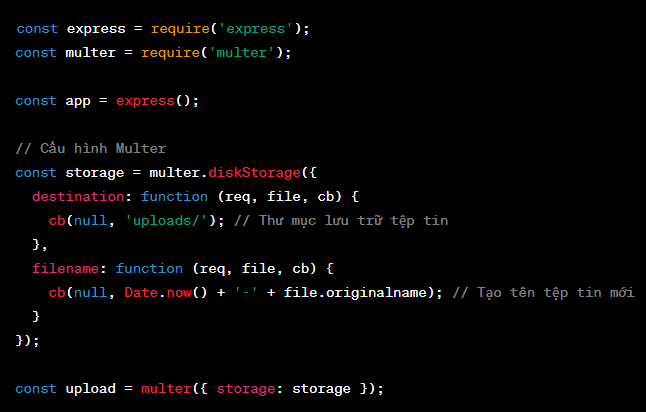 const express = require('express');
const multer = require('multer');
const app = express();
// Cấu hình Multer
const storage = multer.diskStorage({
  destination: function (req, file, cb) {
    cb(null, 'uploads/'); // Thư mục lưu trữ tệp tin
  },
  filename: function (req, file, cb) {
    cb(null, Date.now() + '-' + file.originalname); // Tạo tên tệp tin mới
  }
});
const upload = multer({ storage: storage });